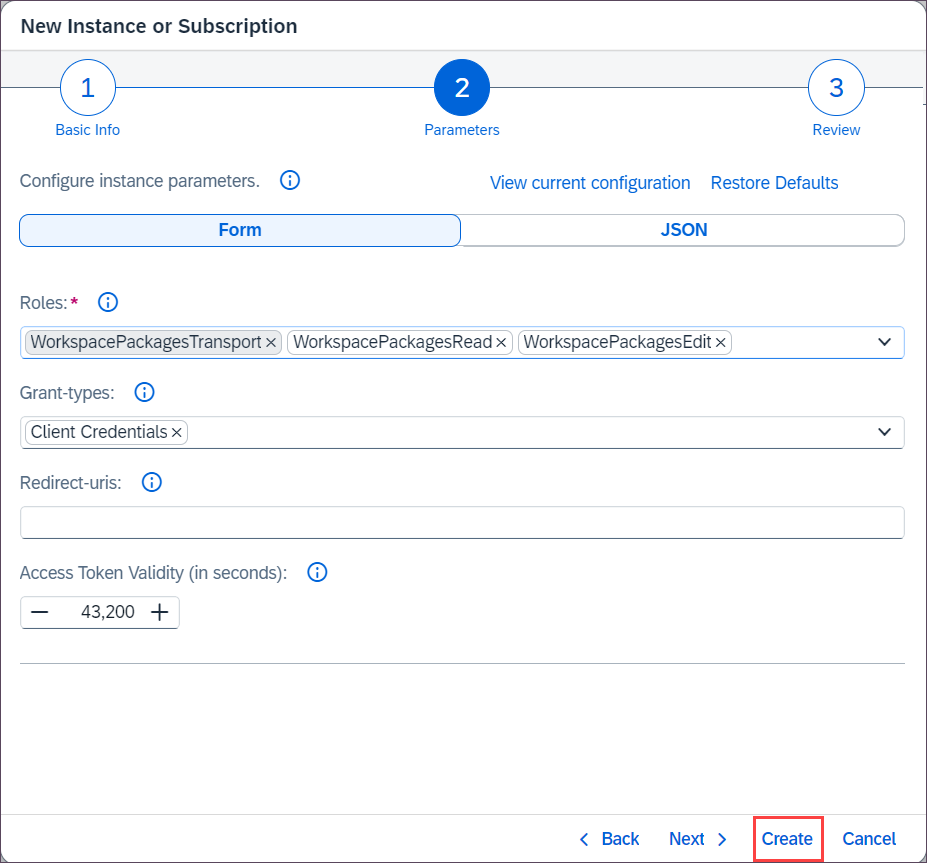 New Instance or Subscription
1
2
3
Basic Info
Parameters
Review
Configure instance parameters.
View current configuration
Restore Defaults
Form
JSON
Roles:*
WorkspacePackagesTransport
WorkspacePackagesRead
WorkspacePackagesEdit
Grant-types:
Client Credentials
Redirect-uris:
Access Token Validity (in seconds):
43,200
Back
Next
Create
Cancel